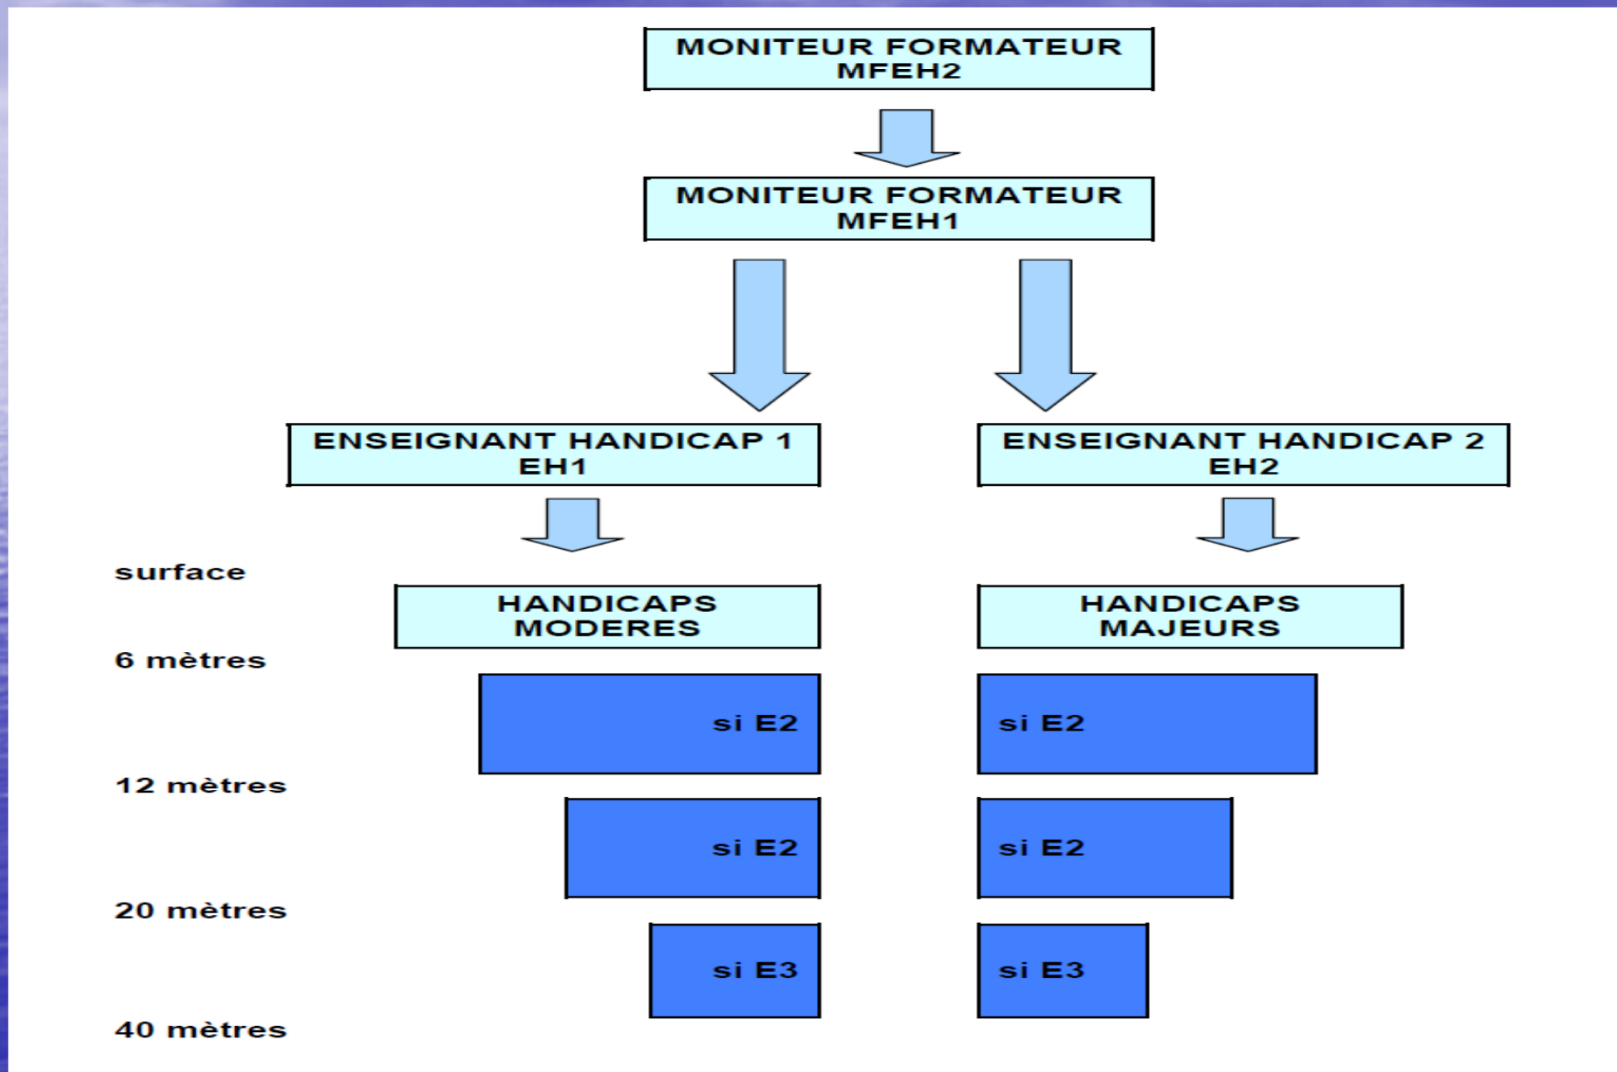 MONITEUR FORMATEUR
MFEH2
MONITEUR FORMATEUR
MFEH1
ENSEIGNANT HANDICAP 1
EH1
ENSEIGNANT HANDICAP 2
EH2
surface
HANDICAPS
MODERES
HANDICAPS
MAJEURS
6 mètres
si E2
si E2
12 mètres
si E2
si E2
20 mètres
si E3
si E3
40 mètres